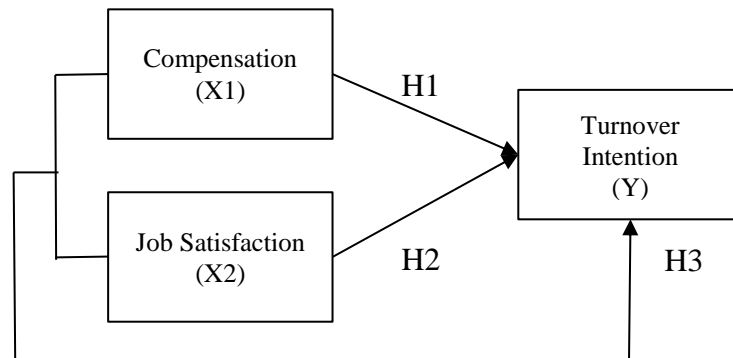 Compensation
(X1)
H1
Turnover
Intention
(Y)
Job Satisfaction
(X2)
H2
H3